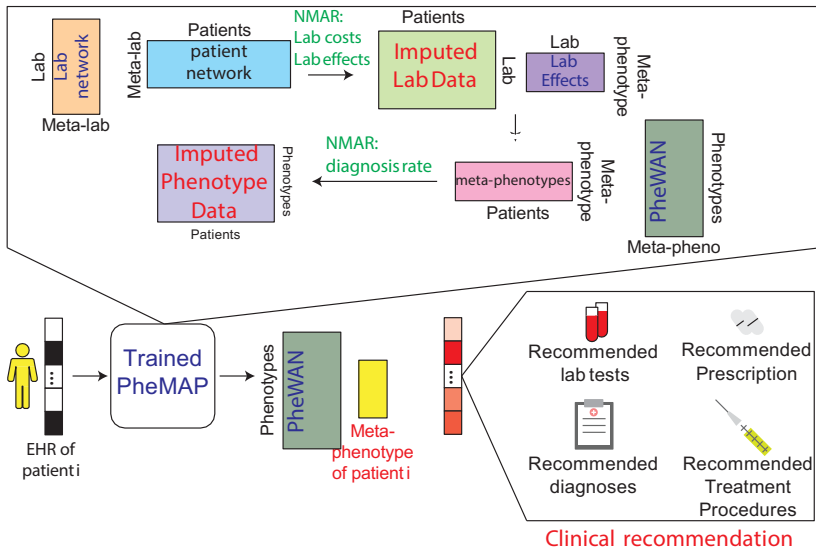 Patients
NMAR:
Lab costs
Lab effects
Patients
Lab
Lab
network
Meta-lab
Meta-lab
patient
network
Imputed
Lab Data
Lab
Lab
Lab
Effects
Meta-
phenotype
Imputed
Phenotype
Data
Phenotypes
Patients
NMAR:
diagnosis rate
meta-phenotypes
Patients
Meta-
phenotype
PheWAN
Phenotypes
Meta-pheno
EHR of
patient i
Trained
PheMAP
Phenotypes
PheWAN
Meta-
phenotype
of patient i
Recommended
lab tests
Recommended
Prescription
Recommended
diagnoses
Recommended
Treatment
Procedures
Clinical recommendation